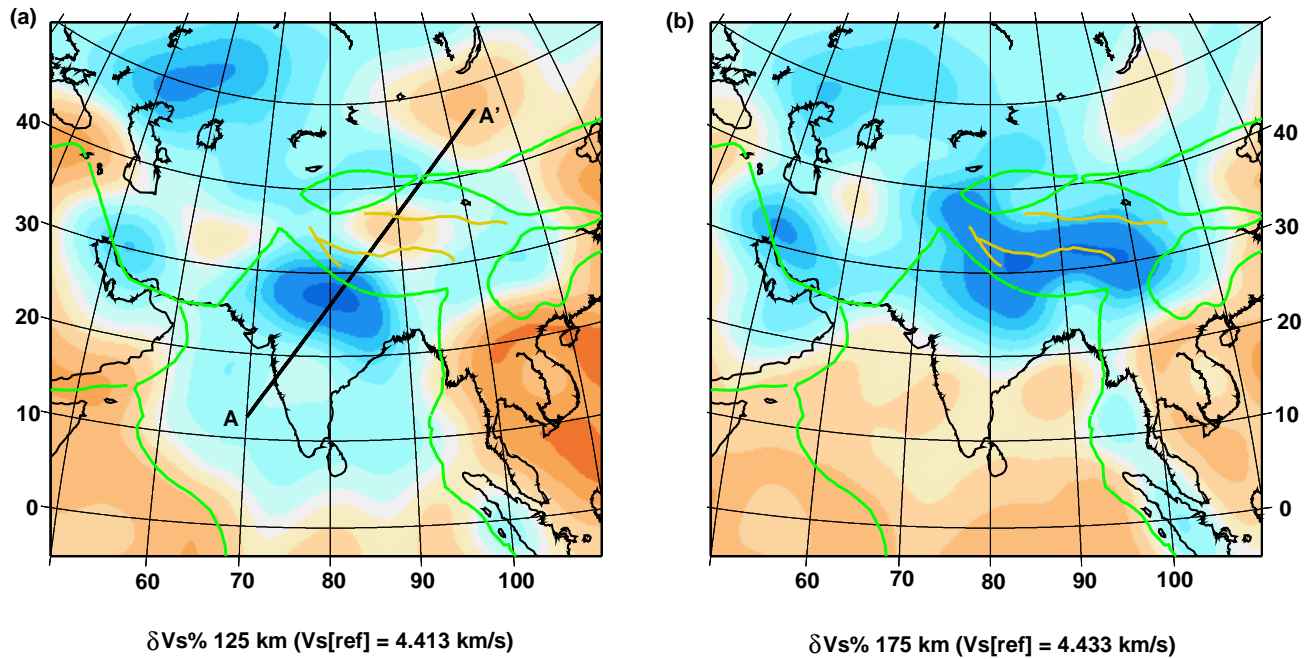 (a)
(b)
40
30
20
10
0
A'
A
60 70 80 90 100
40
30
20
10
0
60 70 80 90 100
δVs% 125 km (Vs[ref] = 4.413 km/s)
δVs% 175 km (Vs[ref] = 4.433 km/s)